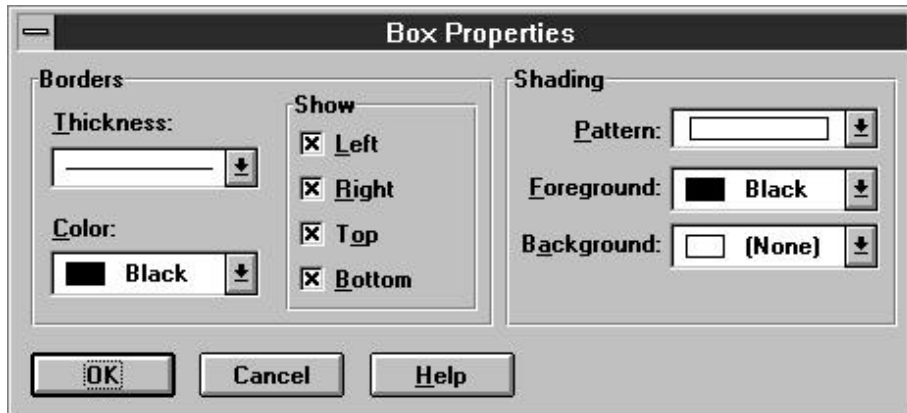 Box Properties
Borders
Thickness:
Color:
Black
Show
Left
Right
Top
Bottom
Shading
Pattern:
Foreground: Black
Background: (None)
OK Cancel Help